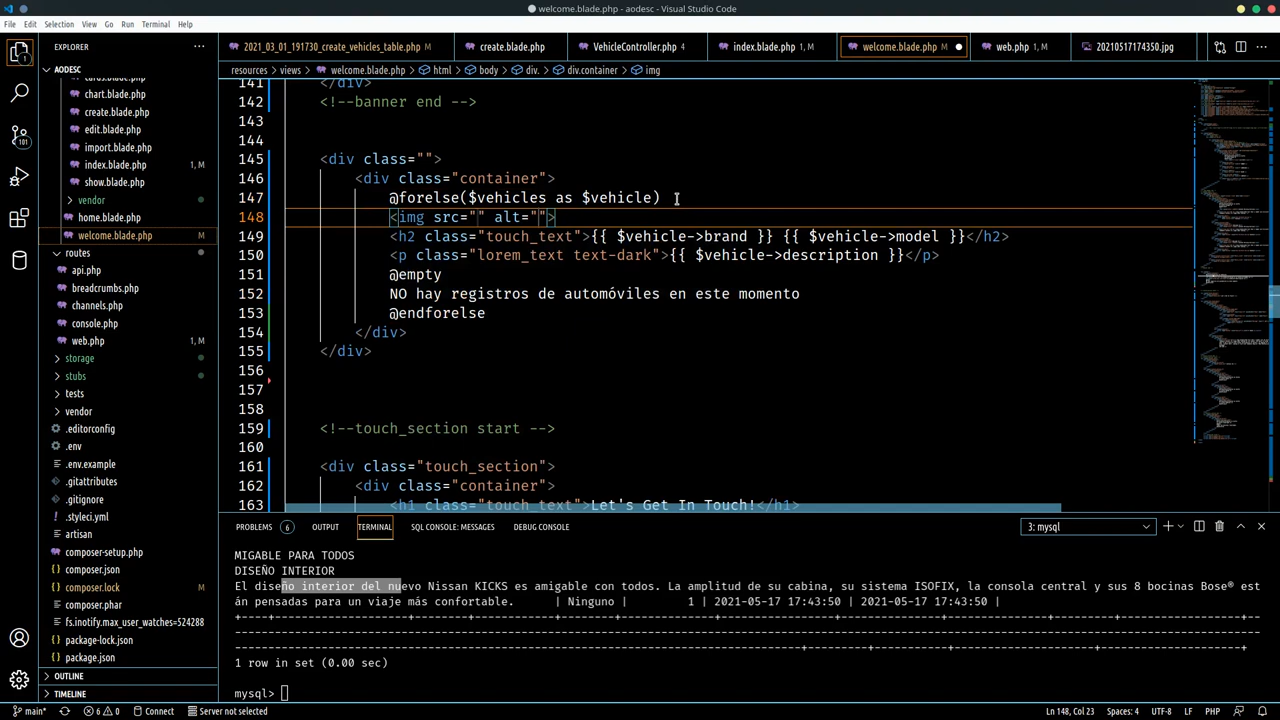 welcome.blade.php - aodesc - Visual Studio Code
File Edit Selection View Go Run Terminal Help
EXPLORER
2021_03_01_191730_create_vehicles_table.php
create.blade.php
VehicleController.php 4
index.blade.php 1, M
welcome.blade.php
web.php 1, M
20210517174350.jpg
resources > views > welcome.blade.php > html > body > div. > div.container > img
AODESC
cards.blade.php
chart.blade.php
create.blade.php
edit.blade.php
import.blade.php
index.blade.php 1, M
show.blade.php
vendor
home.blade.php
welcome.blade.php M
routes
api.php
breadcrumbs.php
channels.php
console.php
web.php 1, M
storage
stubs
tests
vendor
.editorconfig
.env
.env.example
.gitattributes
.gitignore
.styleci.yml
artisan
composer-setup.php
composer.json
composer.lock M
composer.phar
fs.inotify.max_user_watches=524288
package-lock.json
package.json
OUTLINE
TIMELINE
101
1
141 </div>
142 <!--banner end -->
143
144
145 <div class="">
146 <div class="container">
147 @forelse($vehicles as $vehicle)
148 <img src="" alt="">
149 <h2 class="touch_text">{{ $vehicle->brand }} {{ $vehicle->model }}</h2>
150 <p class="lorem_text text-dark">{{ $vehicle->description }}</p>
151 @empty
152 NO hay registros de automóviles en este momento
153 @endforelse
154 </div>
155 </div>
156
157
158
159 <!--touch_section start -->
160
161 <div class="touch_section">
162 <div class="container">
163 <h1 class="touch_text">Let's Get In Touch!</h1>
PROBLEMS 6 OUTPUT TERMINAL SQL CONSOLE: MESSAGES DEBUG CONSOLE 3: mysql
MIGABLE PARA TODOS
DISEÑO INTERIOR
El diseño interior del nuevo Nissan KICKS es amigable con todos. La amplitud de su cabina, su sistema ISOFIX, la consola central y sus 8 bocinas Bose® est
án pensadas para un viaje más confortable. | Ninguno | 1 | 2021-05-17 17:43:50 | 2021-05-17 17:43:50 |
1 row in set (0.00 sec)
mysql>
main* 6 0 Connect Server not selected Ln 148, Col 23 Spaces: 4 UTF-8 LF PHP